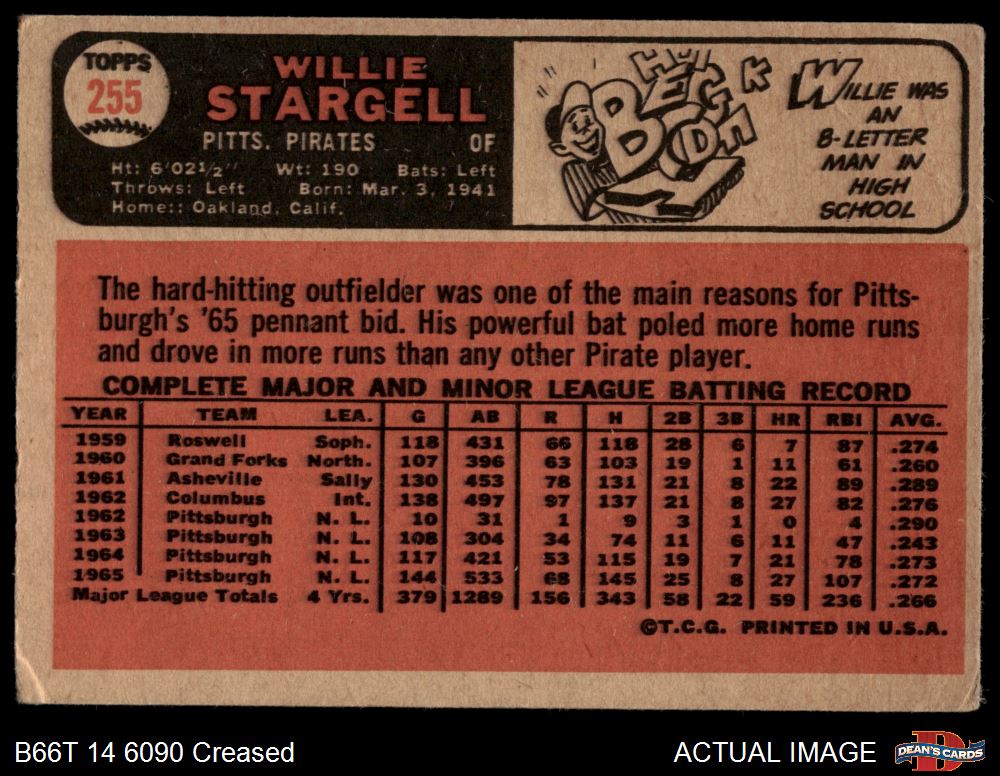 TOPPS
255
WILLIE
STARGELL
PITTS. PIRATES OF
Ht: 6'02½" Wt: 190 Bats: Left
Throws: Left Born: Mar. 3, 1941
Home:: Oakland, Calif.
WILLIE WAS
AN
8-LETTER
MAN IN
HIGH
SCHOOL
The hard-hitting outfielder was one of the main reasons for Pitts-
burgh's '65 pennant bid. His powerful bat poled more home runs
and drove in more runs than any other Pirate player.
COMPLETE MAJOR AND MINOR LEAGUE BATTING RECORD
YEAR TEAM LEA. G AB R H 2B 3B HR RBI AVG.
1959 Roswell Soph. 118 431 66 118 28 6 7 87 .274
1960 Grand Forks North. 107 396 63 103 19 1 11 61 .260
1961 Asheville Sally 130 453 78 131 21 8 22 89 .289
1962 Columbus Int. 138 497 97 137 21 8 27 82 .276
1962 Pittsburgh N. L. 10 31 1 9 3 1 0 4 .290
1963 Pittsburgh N. L. 108 304 34 74 11 6 11 47 .243
1964 Pittsburgh N. L. 117 421 53 115 19 7 21 78 .273
1965 Pittsburgh N. L. 144 533 68 145 25 8 27 107 .272
Major League Totals 4 Yrs. 379 1289 156 343 58 22 59 236 .266
©T.C.G. PRINTED IN U.S.A.
B66T 14 6090 Creased
ACTUAL IMAGE
DEAN'S CARDS